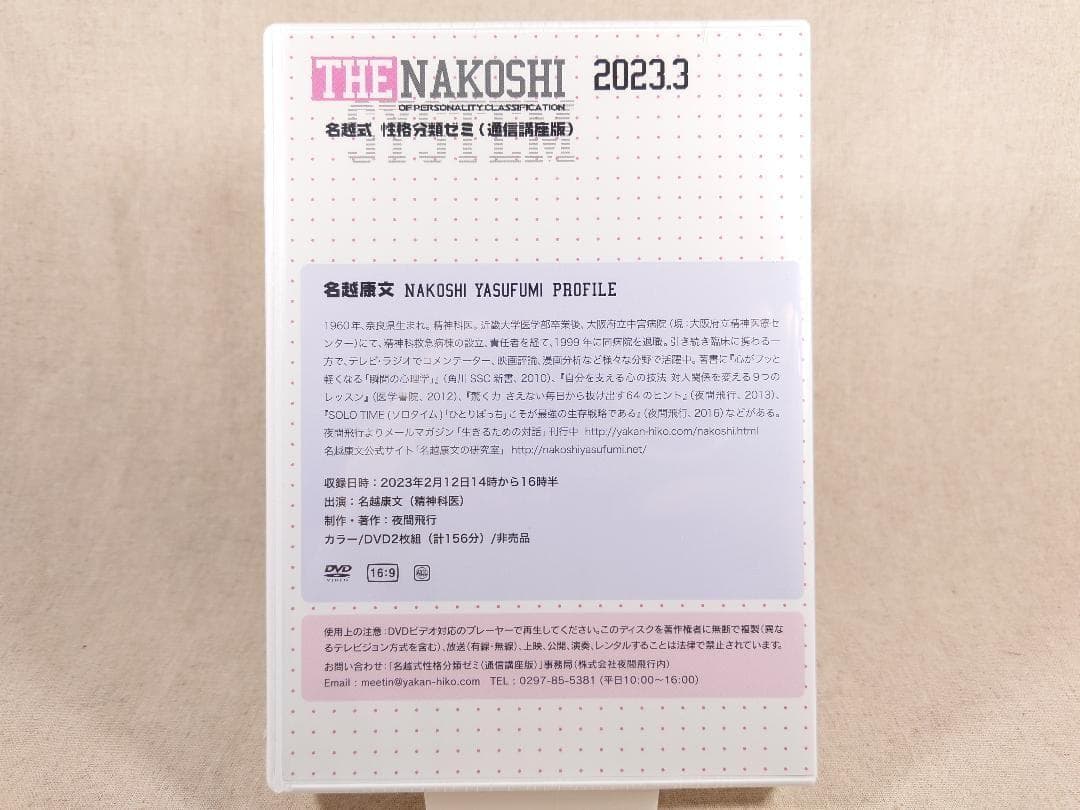 THE NAKOSHI 2023.3
OF PERSONALITY CLASSIFICATION
SYSTEM
名越式 性格分類ゼミ(通信講座版)
名越康文 NAKOSHI YASUFUMI PROFILE
1960年、奈良県生まれ。精神科医。近畿大学医学部卒業後、大阪府立中宮病院(現:大阪府立精神医療セ
ンター)にて、精神科救急病棟の設立、責任者を経て、1999年に同病院を退職。引き続き臨床に携わる一
方で、テレビ・ラジオでコメンテーター、映画評論、漫画分析など様々な分野で活躍中。著書に『心がフッと
軽くなる「瞬間の心理学」』(角川SSC新書、2010)、『自分を支える心の技法 対人関係を変える9つの
レッスン』(医学書院、2012)、『驚く力 さえない毎日から抜け出す64のヒント』(夜間飛行、2013)、
『SOLO TIME (ソロタイム)「ひとりぼっち」こそが最強の生存戦略である』(夜間飛行、2016)などがある。
夜間飛行よりメールマガジン「生きるための対話」刊行中 http://yakan-hiko.com/nakoshi.html
名越康文公式サイト「名越康文の研究室」 http://nakoshiyasufumi.net/
収録日時:2023年2月12日14時から16時半
出演:名越康文(精神科医)
制作・著作:夜間飛行
カラー/DVD2枚組(計156分)/非売品
DVD VIDEO 16:9
使用上の注意:DVDビデオ対応のプレーヤーで再生してください。このディスクを著作権者に無断で複製(異な
るテレビジョン方式を含む)、放送(有線・無線)、上映、公開、演奏、レンタルすることは法律で禁止されています。
お問い合わせ:「名越式性格分類ゼミ(通信講座版)」事務局(株式会社夜間飛行内)
Email : meetin@yakan-hiko.com TEL : 0297-85-5381 (平日10:00〜16:00)